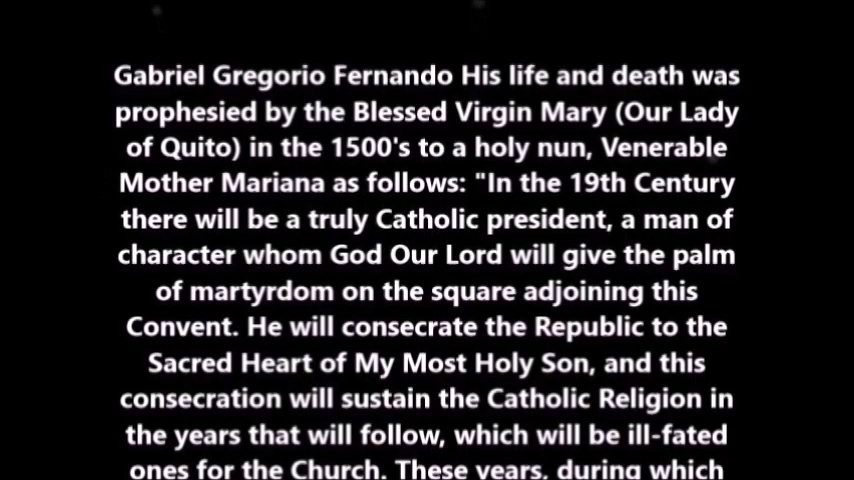 Gabriel Gregorio Fernando His life and death was
prophesied by the Blessed Virgin Mary (Our Lady
of Quito) in the 1500's to a holy nun, Venerable
Mother Mariana as follows: "In the 19th Century
there will be a truly Catholic president, a man of
character whom God Our Lord will give the palm
of martyrdom on the square adjoining this
Convent. He will consecrate the Republic to the
Sacred Heart of My Most Holy Son, and this
consecration will sustain the Catholic Religion in
the years that will follow, which will be ill-fated
ones for the Church. These years, during which